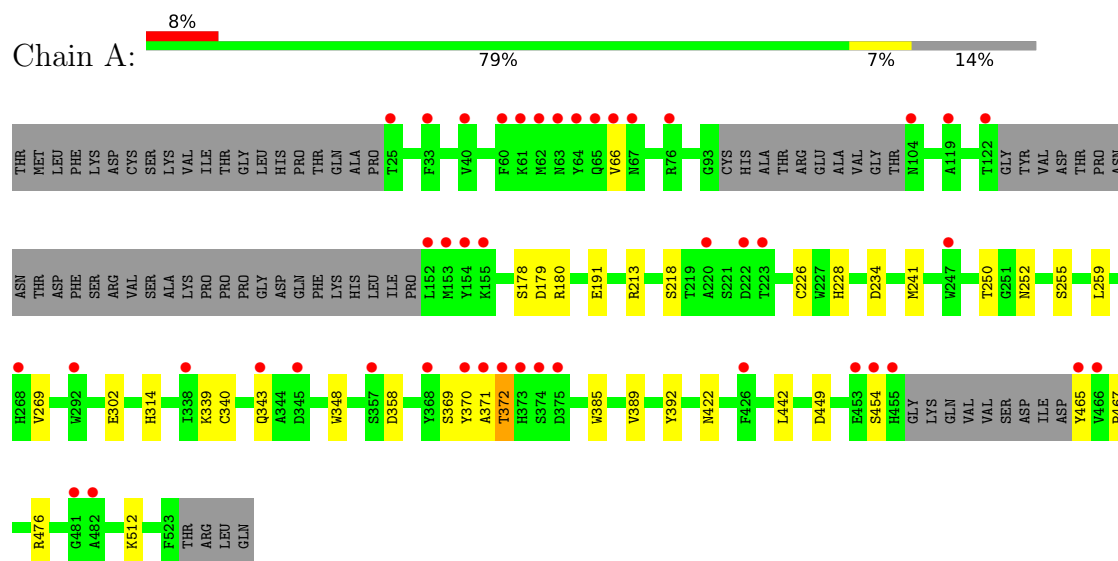 8%
Chain A:
79% 7% 14%
THR MET LEU PHE LYS ASP CYS SER LYS VAL ILE THR GLY LEU HIS PRO THR GLN ALA PRO T25 F33 V40 F60 K61 M62 N63 Y64 Q65 V66 N67 R76 G93 CYS HIS ALA THR ARG GLU ALA VAL GLY THR N104 A119 T122 GLY TYR VAL ASP THR PRO ASN
ASN THR ASP PHE SER ARG VAL SER ALA LYS PRO PRO PRO GLY ASP GLN PHE LYS HIS LEU ILE PRO L152 M153 Y154 K155 S178 D179 R180 E191 R213 S218 T219 A220 S221 D222 T223 C226 W227 H228 D234 M241 W247 T250 G251 N252 S255 L259
H268 V269 W292 E302 H314 I338 K339 C340 Q343 A344 D345 W348 S357 D358 Y368 S369 Y370 A371 T372 H373 S374 D375 W385 V389 Y392 N422 F426 L442 D449 E453 S454 H455 GLY LYS GLN VAL VAL SER ASP ILE ASP Y465 V466
R476 G481 A482 K512 F523 THR ARG LEU GLN